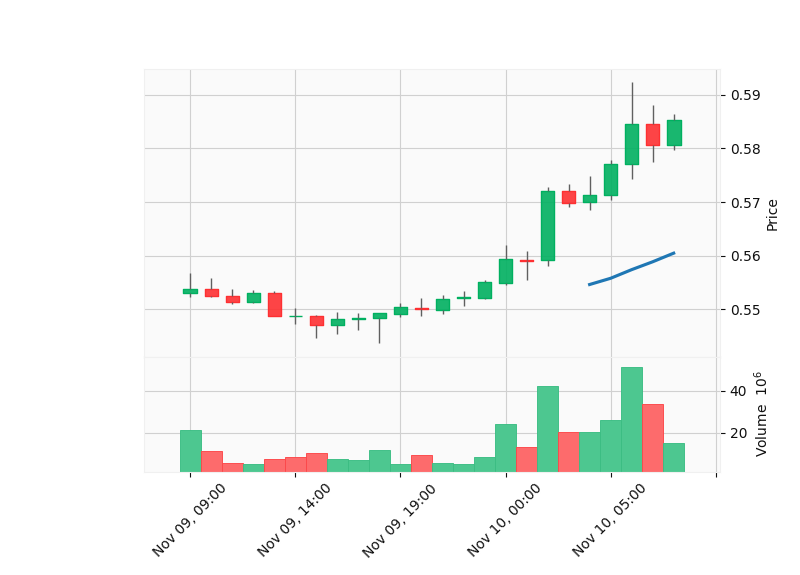 0.59
0.58
0.57
0.56
0.55
Price
40
20
Volume 10⁶
Nov 09, 09:00
Nov 09, 14:00
Nov 09, 19:00
Nov 10, 00:00
Nov 10, 05:00